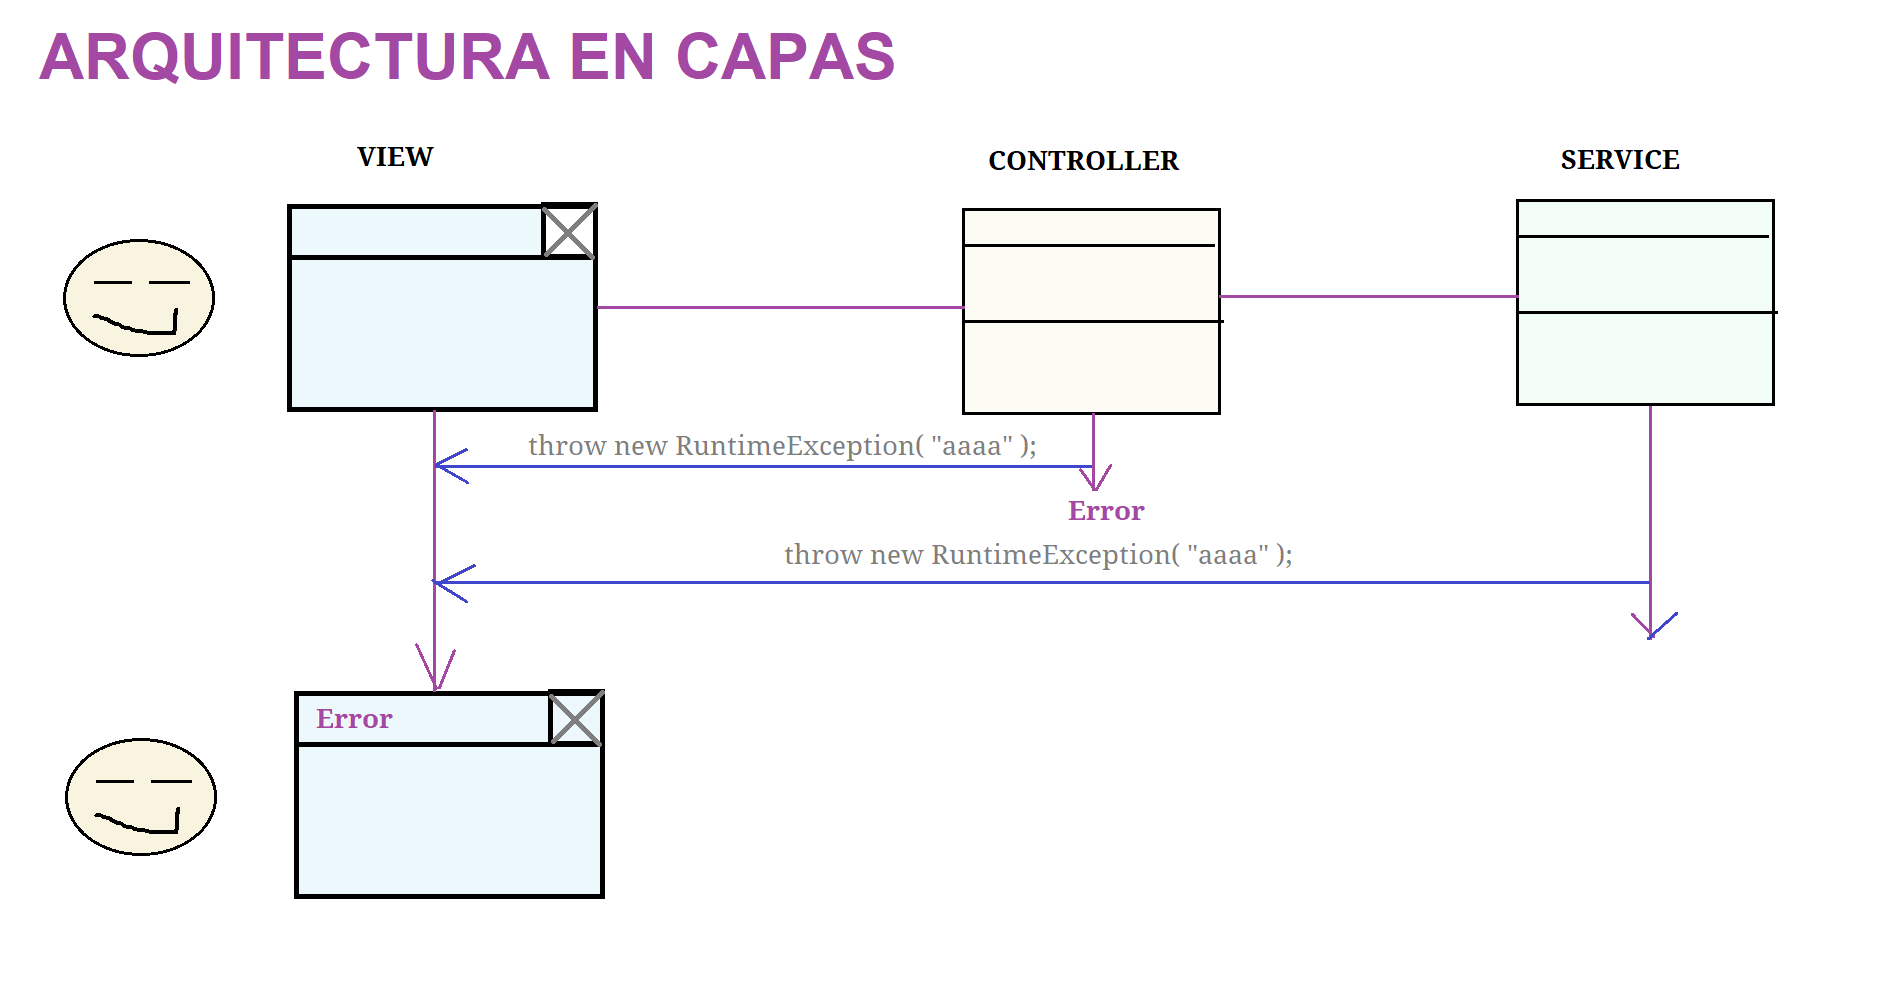 ARQUITECTURA EN CAPAS
VIEW
CONTROLLER
SERVICE
throw new RuntimeException( "aaaa" );
Error
throw new RuntimeException( "aaaa" );
Error